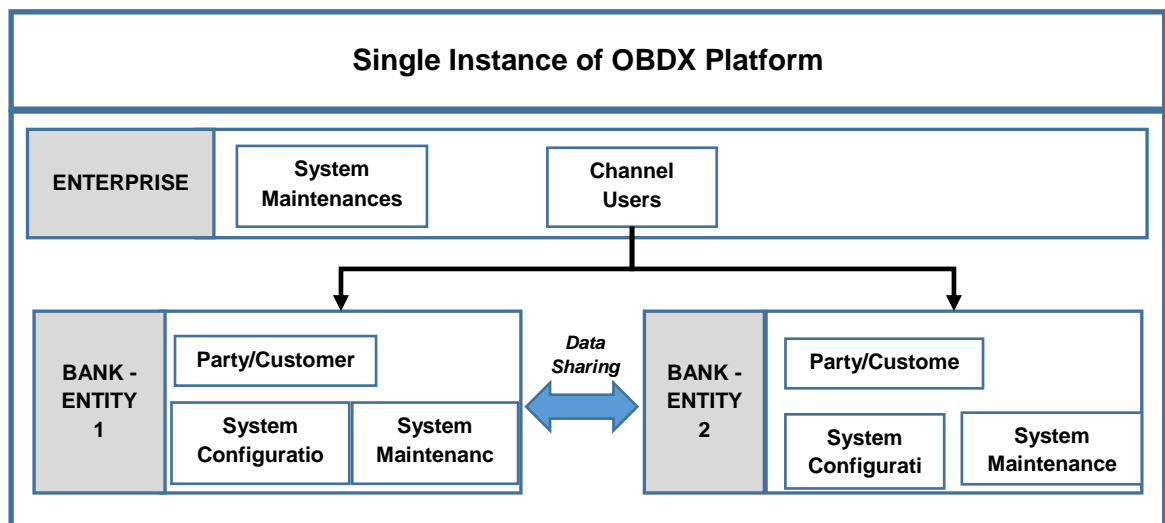 Single Instance of OBDX Platform
ENTERPRISE
System
Maintenances
Channel
Users
BANK -
ENTITY
1
Party/Customer
System
Configuratio
System
Maintenanc
Data
Sharing
BANK -
ENTITY
2
Party/Custome
System
Configurati
System
Maintenance